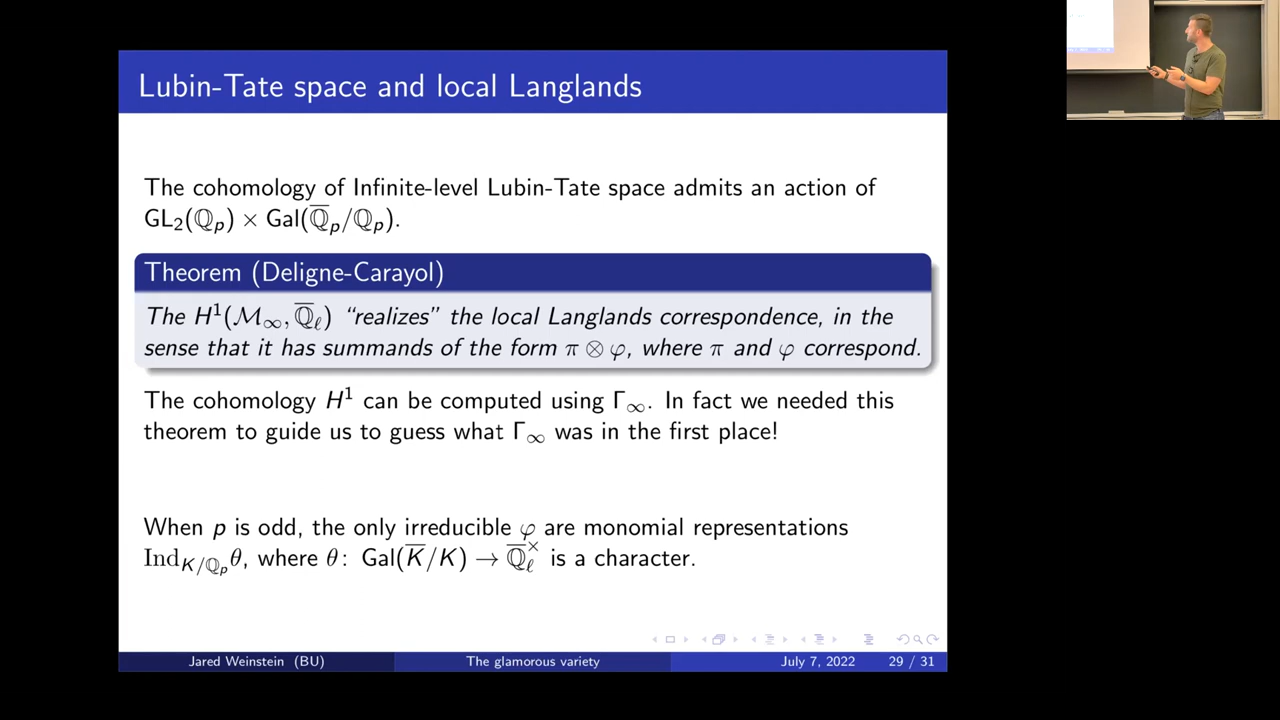 Lubin-Tate space and local Langlands
The cohomology of Infinite-level Lubin-Tate space admits an action of
GL₂(ℚₚ) × Gal(ℚ̅ₚ/ℚₚ).
Theorem (Deligne-Carayol)
The H¹(ℳ∞, ℚ̅ℓ) “realizes” the local Langlands correspondence, in the
sense that it has summands of the form π ⊗ φ, where π and φ correspond.
The cohomology H¹ can be computed using Γ∞. In fact we needed this
theorem to guide us to guess what Γ∞ was in the first place!
When p is odd, the only irreducible φ are monomial representations
Ind_{K/ℚₚ}θ, where θ: Gal(K̅/K) → ℚ̅ℓ^× is a character.
Jared Weinstein (BU) The glamorous variety July 7, 2022 29 / 31